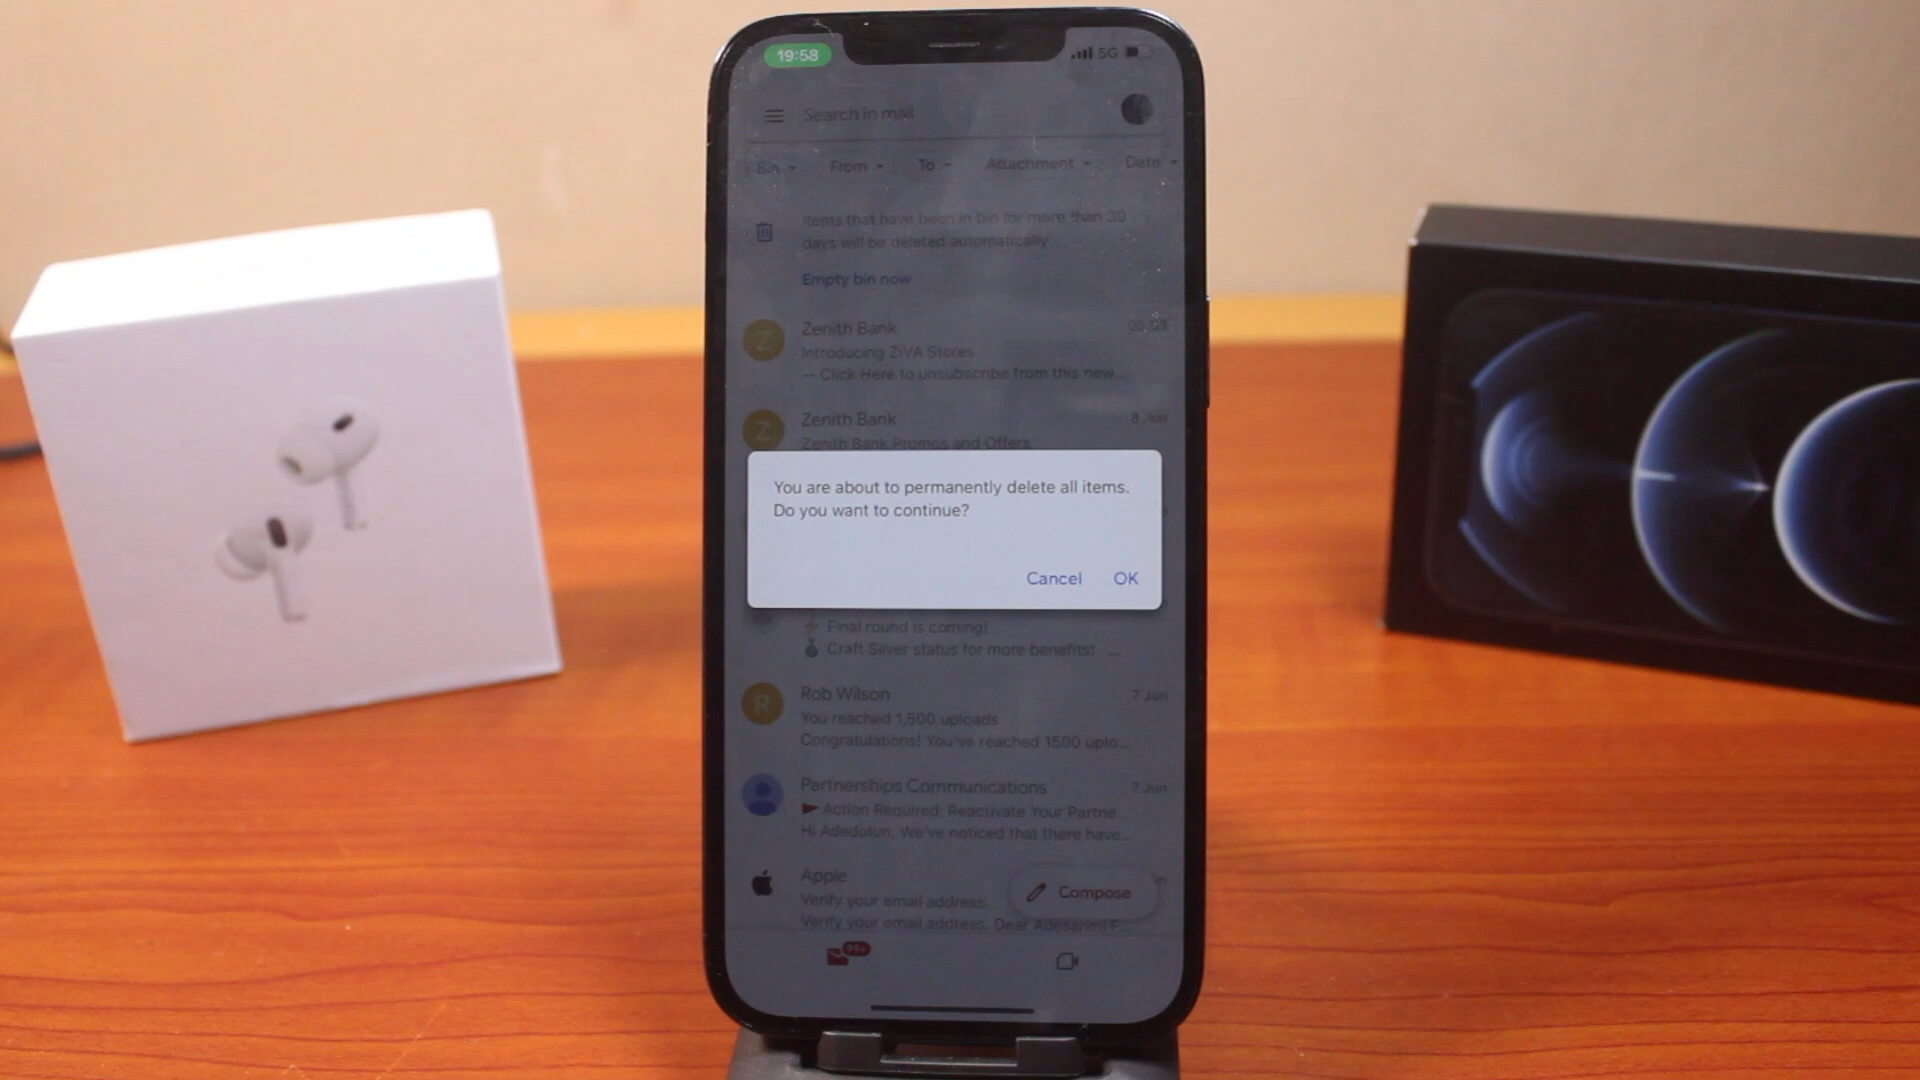 19:58
5G
Search in mail
Bin From To Attachment Date
Items that have been in bin for more than 30
days will be deleted automatically
Empty bin now
Z
Zenith Bank
Introducing ZIVA Stores
-- Click Here to unsubscribe from this new...
Z
Zenith Bank
8 Jun
Zenith Bank Promos and Offers
You are about to permanently delete all items.
Do you want to continue?
Cancel OK
Final round is coming!
Craft Silver status for more benefits! ...
R
Rob Wilson
7 Jun
You reached 1,500 uploads
Congratulations! You've reached 1500 uplo...
Partnerships Communications
7 Jun
Action Required: Reactivate Your Partne...
Hi Adedutun, We've noticed that there have...
Apple
Verify your email address.
Verify your email address. Dear Adesanmi F...
Compose
99+